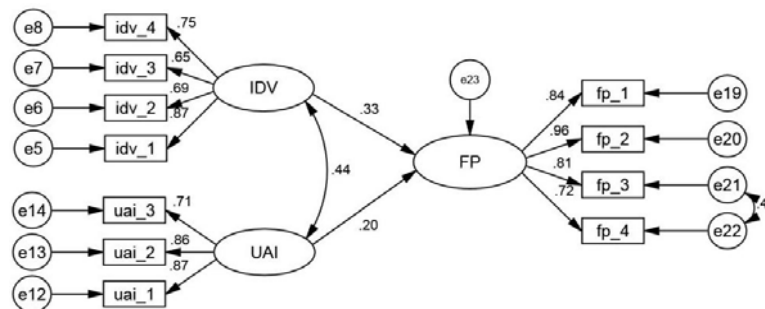 e8 idv_4 .75
e7 idv_3 .65
e6 idv_2 .69
e5 idv_1 .87
IDV
.33
.44
e14 uai_3 .71
e13 uai_2 .86
e12 uai_1 .87
UAI
.20
e23
FP
.84 fp_1 e19
.96 fp_2 e20
.81 fp_3 e21
.72 fp_4 e22